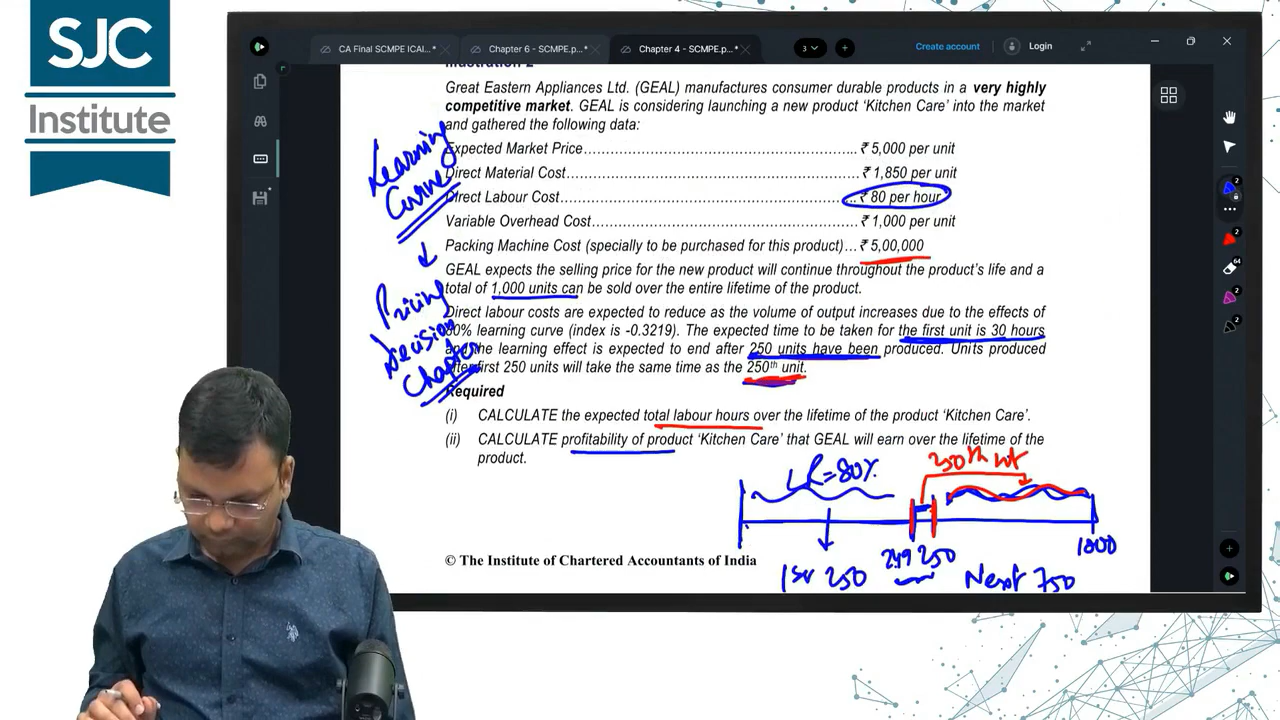 SJC
Institute
CA Final SCMPE ICAI...*
Chapter 6 - SCMPE.p...*
Chapter 4 - SCMPE.p...*
3
Create account
Login
Illustration 2
Great Eastern Appliances Ltd. (GEAL) manufactures consumer durable products in a very highly
competitive market. GEAL is considering launching a new product ‘Kitchen Care’ into the market
and gathered the following data:
Expected Market Price ₹ 5,000 per unit
Direct Material Cost ₹ 1,850 per unit
Direct Labour Cost ₹ 80 per hour
Variable Overhead Cost ₹ 1,000 per unit
Packing Machine Cost (specially to be purchased for this product)... ₹ 5,00,000
GEAL expects the selling price for the new product will continue throughout the product’s life and a
total of 1,000 units can be sold over the entire lifetime of the product.
Direct labour costs are expected to reduce as the volume of output increases due to the effects of
80% learning curve (index is -0.3219). The expected time to be taken for the first unit is 30 hours
and the learning effect is expected to end after 250 units have been produced. Units produced
after first 250 units will take the same time as the 250th unit.
Required
(i) CALCULATE the expected total labour hours over the lifetime of the product ‘Kitchen Care’.
(ii) CALCULATE profitability of product ‘Kitchen Care’ that GEAL will earn over the lifetime of the
product.
© The Institute of Chartered Accountants of India
Learning
Curve
Pricing
Decision
Chapter
LR=80%
250th
249 250
1000
1st 250
Next 750
2
2
64
2
2